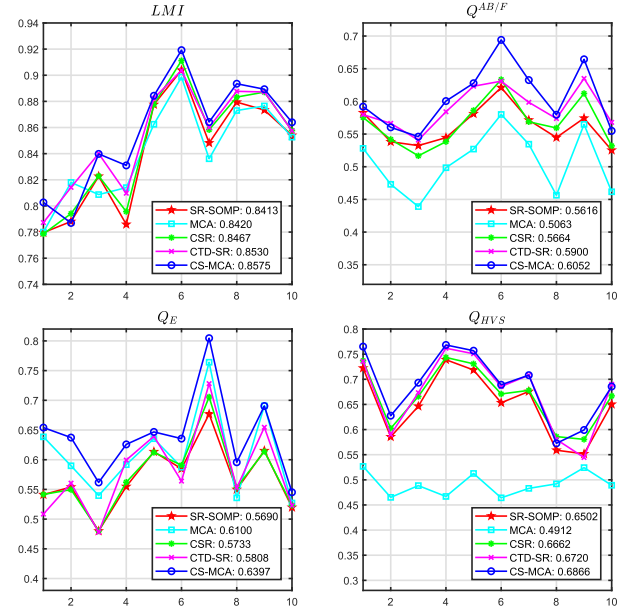 LMI
0.94
0.92
0.9
0.88
0.86
0.84
0.82
0.8
0.78
0.76
0.74
2
4
6
8
10
SR-SOMP: 0.8413
MCA: 0.8420
CSR: 0.8467
CTD-SR: 0.8530
CS-MCA: 0.8575
Q^{AB/F}
0.7
0.65
0.6
0.55
0.5
0.45
0.4
0.35
2
4
6
8
10
SR-SOMP: 0.5616
MCA: 0.5063
CSR: 0.5664
CTD-SR: 0.5900
CS-MCA: 0.6052
Q_E
0.8
0.75
0.7
0.65
0.6
0.55
0.5
0.45
0.4
2
4
6
8
10
SR-SOMP: 0.5690
MCA: 0.6100
CSR: 0.5733
CTD-SR: 0.5808
CS-MCA: 0.6397
Q_{HVS}
0.8
0.75
0.7
0.65
0.6
0.55
0.5
0.45
0.4
0.35
0.3
2
4
6
8
10
SR-SOMP: 0.6502
MCA: 0.4912
CSR: 0.6662
CTD-SR: 0.6720
CS-MCA: 0.6866